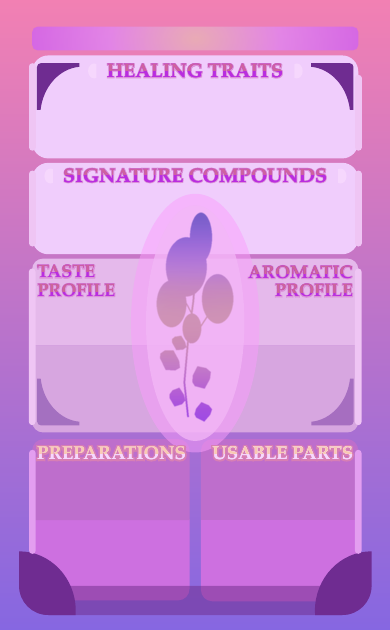 HEALING TRAITS
SIGNATURE COMPOUNDS
TASTE
PROFILE
AROMATIC
PROFILE
PREPARATIONS
USABLE PARTS